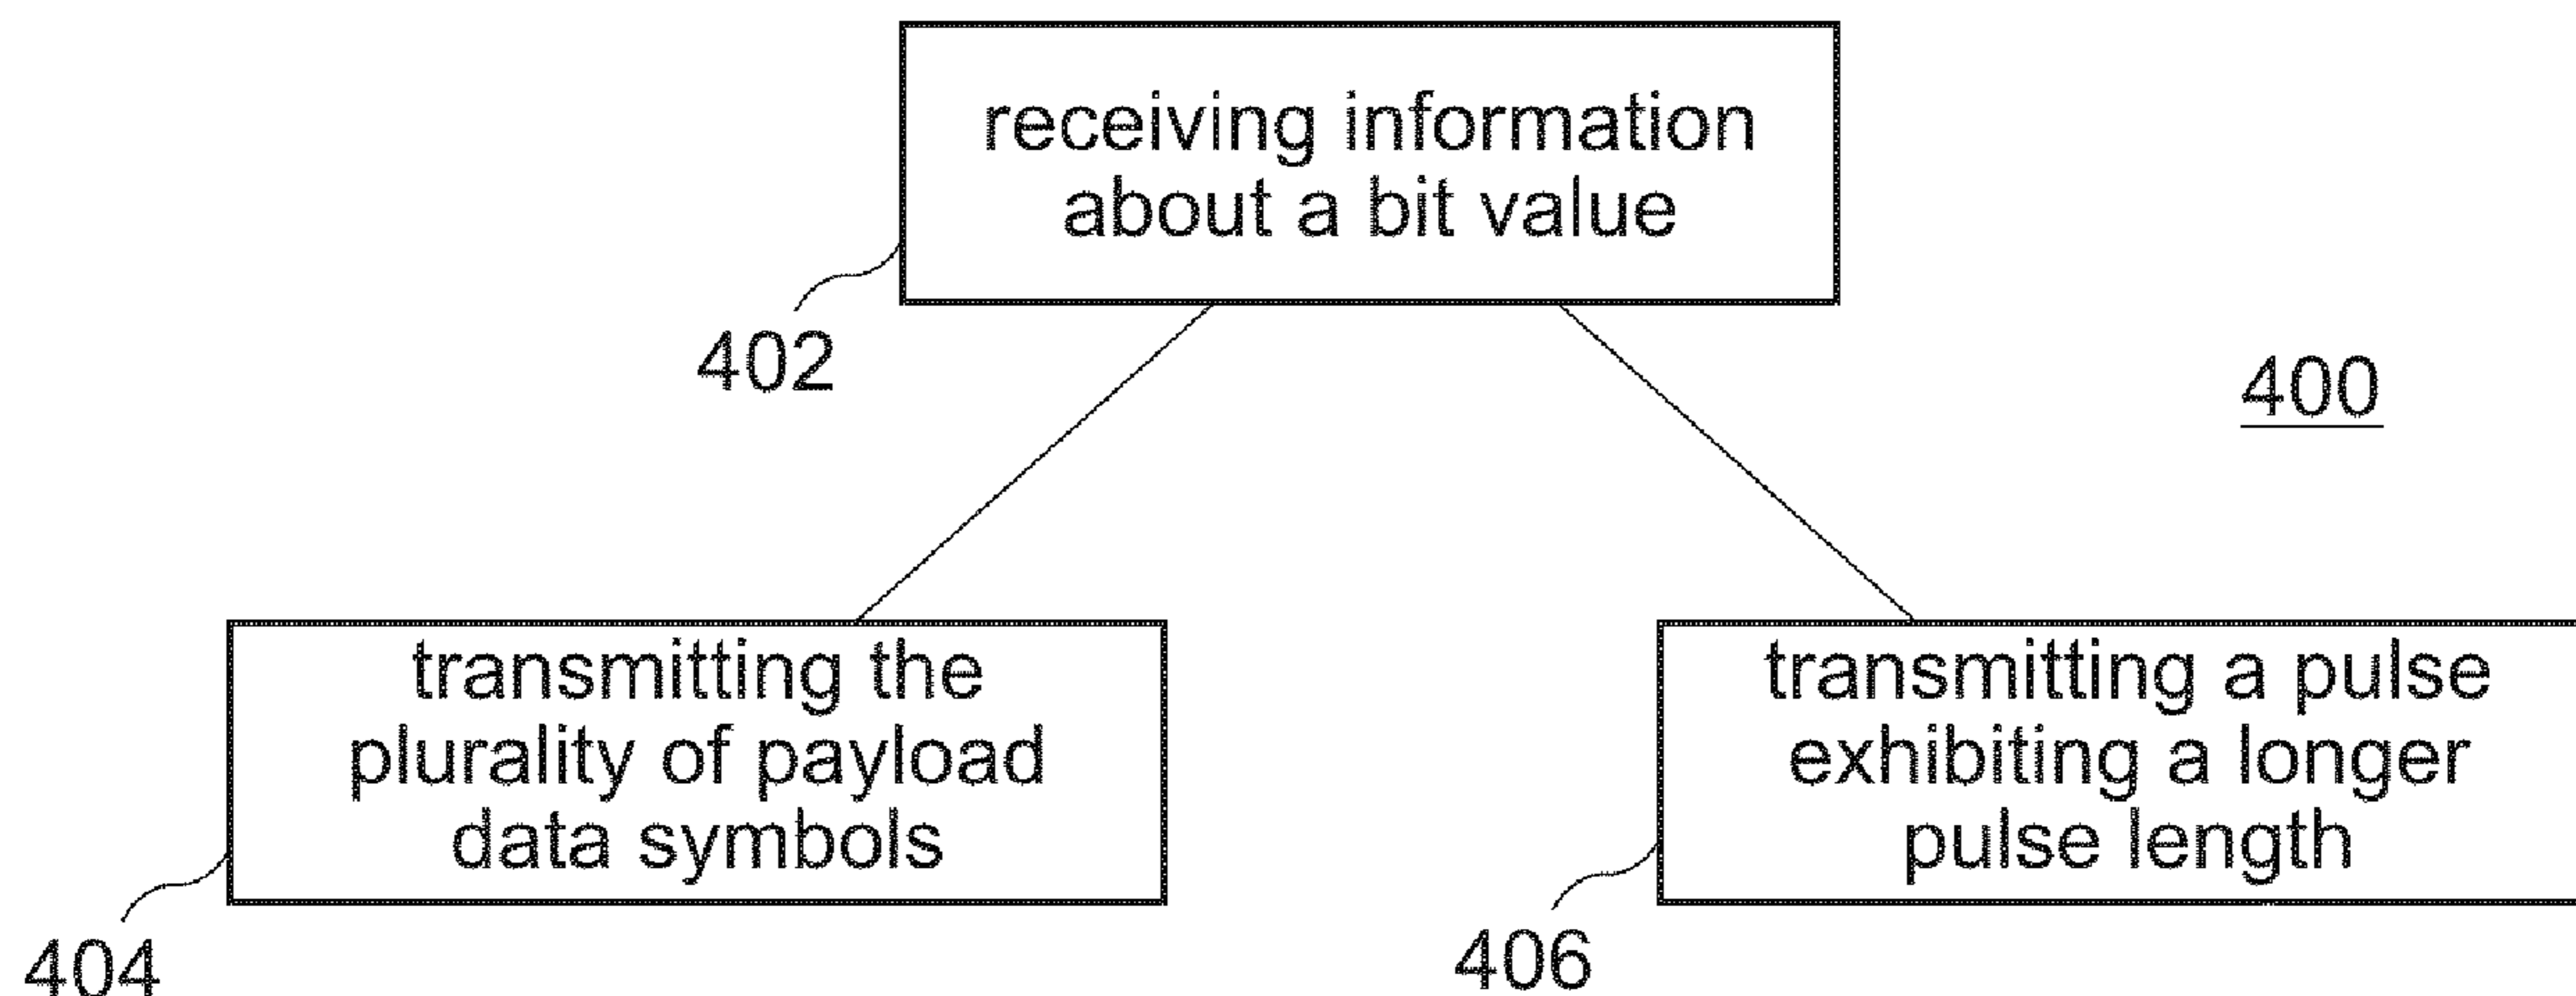 receiving information
about a bit value
402
400
transmitting the
plurality of payload
data symbols
404
transmitting a pulse
exhibiting a longer
pulse length
406